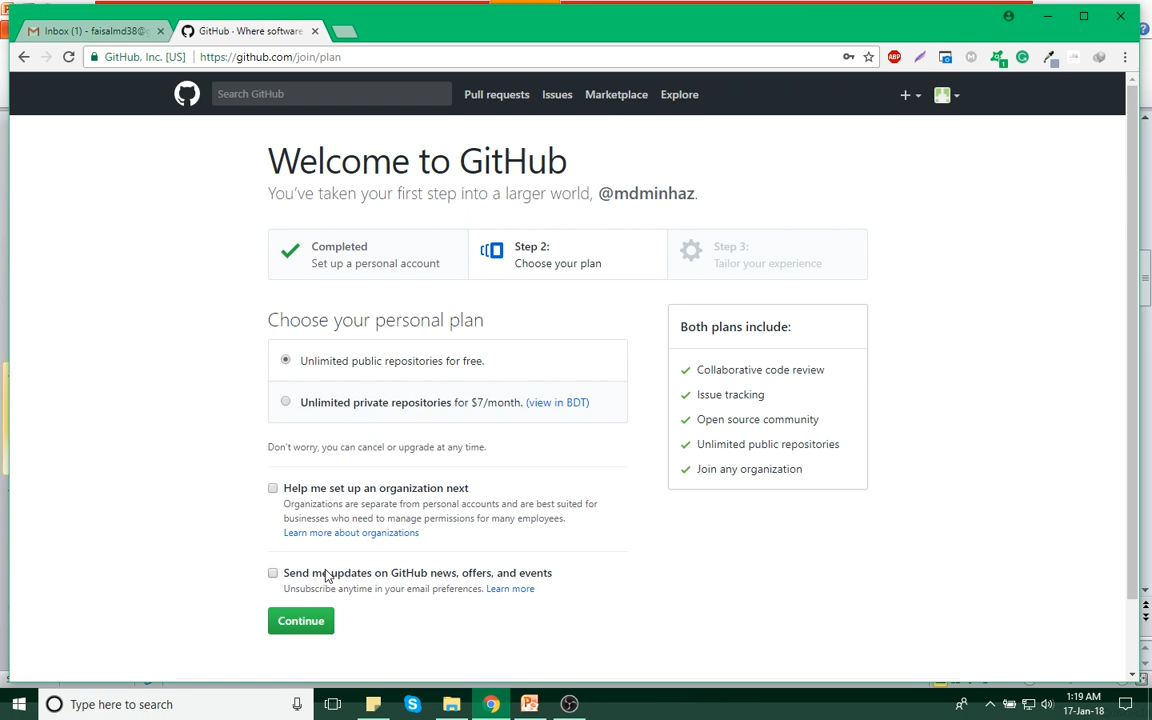 Inbox (1) - faisalmd38@g
GitHub · Where software
GitHub, Inc. [US]
https://github.com/join/plan
ABP
1
Search GitHub
Pull requests
Issues
Marketplace
Explore
Welcome to GitHub
You've taken your first step into a larger world, @mdminhaz.
Completed
Set up a personal account
Step 2:
Choose your plan
Step 3:
Tailor your experience
Choose your personal plan
Unlimited public repositories for free.
Unlimited private repositories for $7/month. (view in BDT)
Don't worry, you can cancel or upgrade at any time.
Both plans include:
Collaborative code review
Issue tracking
Open source community
Unlimited public repositories
Join any organization
Help me set up an organization next
Organizations are separate from personal accounts and are best suited for
businesses who need to manage permissions for many employees.
Learn more about organizations
Send me updates on GitHub news, offers, and events
Unsubscribe anytime in your email preferences. Learn more
Continue
Type here to search
1:19 AM
17-Jan-18